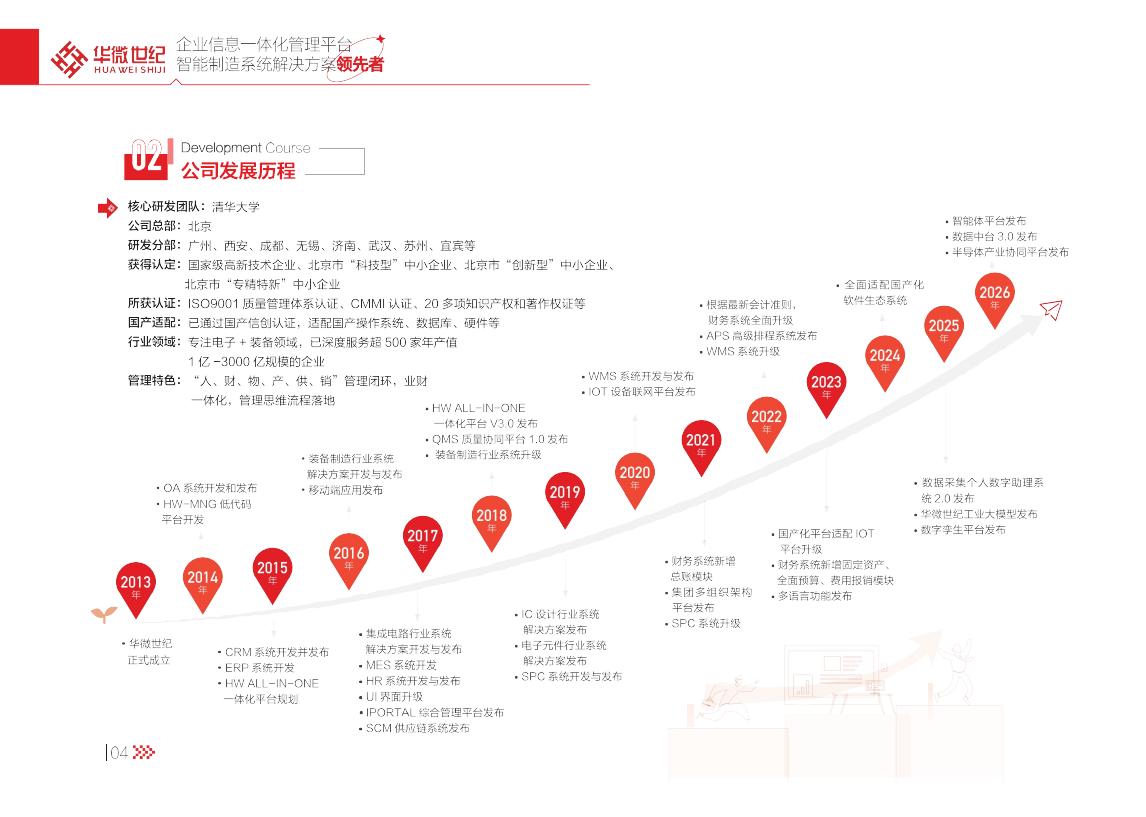 华微世纪
HUA WEI SHIJI
企业信息一体化管理平台
智能制造系统解决方案领先者
02
Development Course
公司发展历程
核心研发团队：清华大学
公司总部：北京
研发分部：广州、西安、成都、无锡、济南、武汉、苏州、宜宾等
获得认定：国家级高新技术企业、北京市“科技型”中小企业、北京市“创新型”中小企业、
北京市“专精特新”中小企业
所获认证：ISO9001 质量管理体系认证、CMMI 认证、20 多项知识产权和著作权证等
国产适配：已通过国产信创认证，适配国产操作系统、数据库、硬件等
行业领域：专注电子 + 装备领域，已深度服务超 500 家年产值
1 亿 –3000 亿规模的企业
管理特色：“人、财、物、产、供、销”管理闭环，业财
一体化，管理思维流程落地
2013
年
• 华微世纪
正式成立
2014
年
• OA 系统开发和发布
• HW–MNG 低代码
平台开发
2015
年
• CRM 系统开发并发布
• ERP 系统开发
• HW ALL–IN–ONE
一体化平台规划
2016
年
• 装备制造行业系统
解决方案开发与发布
• 移动端应用发布
2017
年
• 集成电路行业系统
解决方案开发与发布
• MES 系统开发
• HR 系统开发与发布
• UI 界面升级
• IPORTAL 综合管理平台发布
• SCM 供应链系统发布
2018
年
• HW ALL–IN–ONE
一体化平台 V3.0 发布
• QMS 质量协同平台 1.0 发布
• 装备制造行业系统升级
2019
年
• IC 设计行业系统
解决方案发布
• 电子元件行业系统
解决方案发布
• SPC 系统开发与发布
2020
年
• WMS 系统开发与发布
• IOT 设备联网平台发布
2021
年
• 财务系统新增
总账模块
• 集团多组织架构
平台发布
• SPC 系统升级
2022
年
• 根据最新会计准则，
财务系统全面升级
• APS 高级排程系统发布
• WMS 系统升级
2023
年
• 国产化平台适配 IOT
平台升级
• 财务系统新增固定资产、
全面预算、费用报销模块
• 多语言功能发布
2024
年
• 全面适配国产化
软件生态系统
2025
年
• 数据采集个人数字助理系
统 2.0 发布
• 华微世纪工业大模型发布
• 数字孪生平台发布
2026
年
• 智能体平台发布
• 数据中台 3.0 发布
• 半导体产业协同平台发布
04